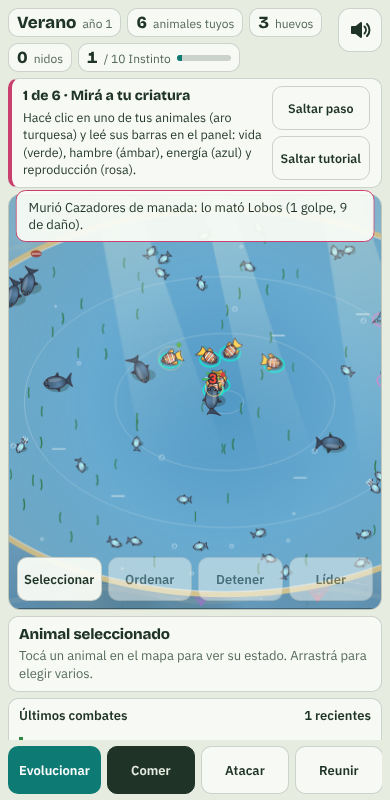 Verano año 1
6 animales tuyos
3 huevos
0 nidos
1 / 10 Instinto
1 de 6 · Mirá a tu criatura
Hacé clic en uno de tus animales (aro
turquesa) y leé sus barras en el panel: vida
(verde), hambre (ámbar), energía (azul) y
reproducción (rosa).
Saltar paso
Saltar tutorial
Murió Cazadores de manada: lo mató Lobos (1 golpe, 9
de daño).
3
Seleccionar
Ordenar
Detener
Líder
Animal seleccionado
Tocá un animal en el mapa para ver su estado. Arrastrá para
elegir varios.
Últimos combates
1 recientes
Evolucionar
Comer
Atacar
Reunir